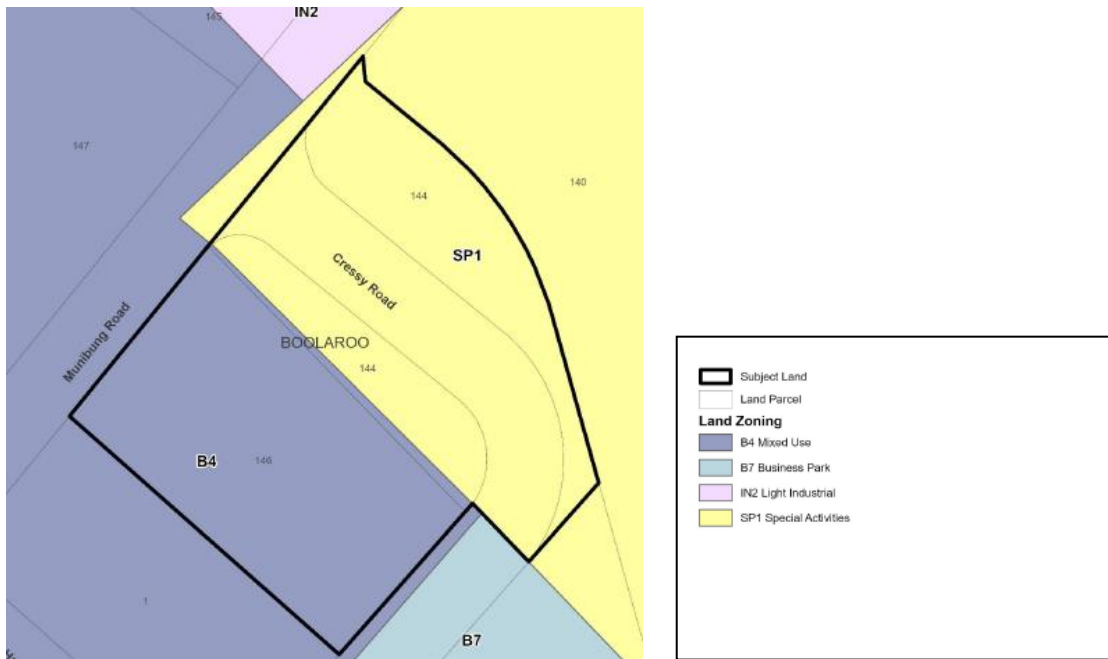 145
IN2
147
144
140
SP1
Cressy Road
Munibung Road
BOOLAROO
144
B4
146
1
B7
Subject Land
Land Parcel
Land Zoning
B4 Mixed Use
B7 Business Park
IN2 Light Industrial
SP1 Special Activities